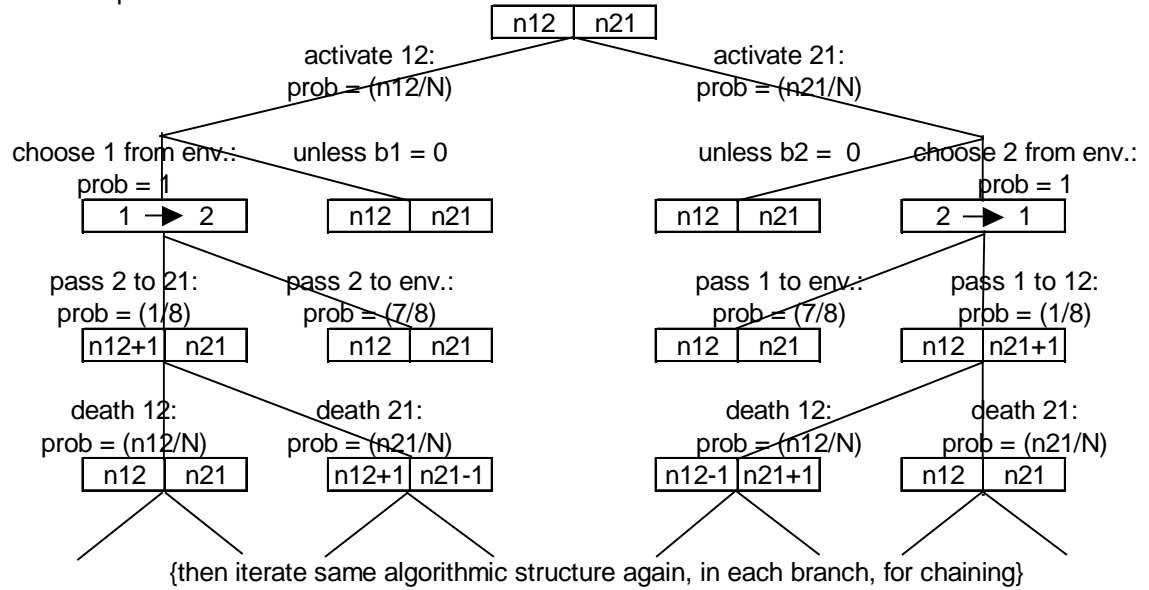 n12 n21
activate 12: activate 21:
prob = (n12/N) prob = (n21/N)
choose 1 from env.: unless b1 = 0 unless b2 = 0 choose 2 from env.:
prob = 1 prob = 1
1 → 2 n12 n21 n12 n21 2 → 1
pass 2 to 21: pass 2 to env.: pass 1 to env.: pass 1 to 12:
prob = (1/8) prob = (7/8) prob = (7/8) prob = (1/8)
n12+1 n21 n12 n21 n12 n21 n12 n21+1
death 12: death 21: death 12: death 21:
prob = (n12/N) prob = (n21/N) prob = (n12/N) prob = (n21/N)
n12 n21 n12+1 n21-1 n12-1 n21+1 n12 n21
{then iterate same algorithmic structure again, in each branch, for chaining}